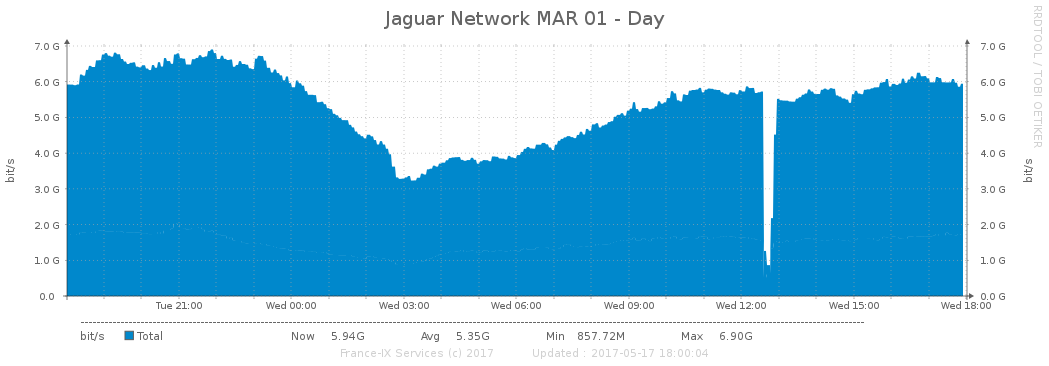 Jaguar Network MAR 01 - Day
RRDTOOL / TOBI OETIKER
7.0 G 7.0 G
6.0 G 6.0 G
5.0 G 5.0 G
4.0 G 4.0 G
3.0 G 3.0 G
2.0 G 2.0 G
1.0 G 1.0 G
0.0 0.0 G
bit/s bit/s
Tue 21:00 Wed 00:00 Wed 03:00 Wed 06:00 Wed 09:00 Wed 12:00 Wed 15:00 Wed 18:00
bit/s Total Now 5.94G Avg 5.35G Min 857.72M Max 6.90G
France-IX Services (c) 2017 Updated : 2017-05-17 18:00:04